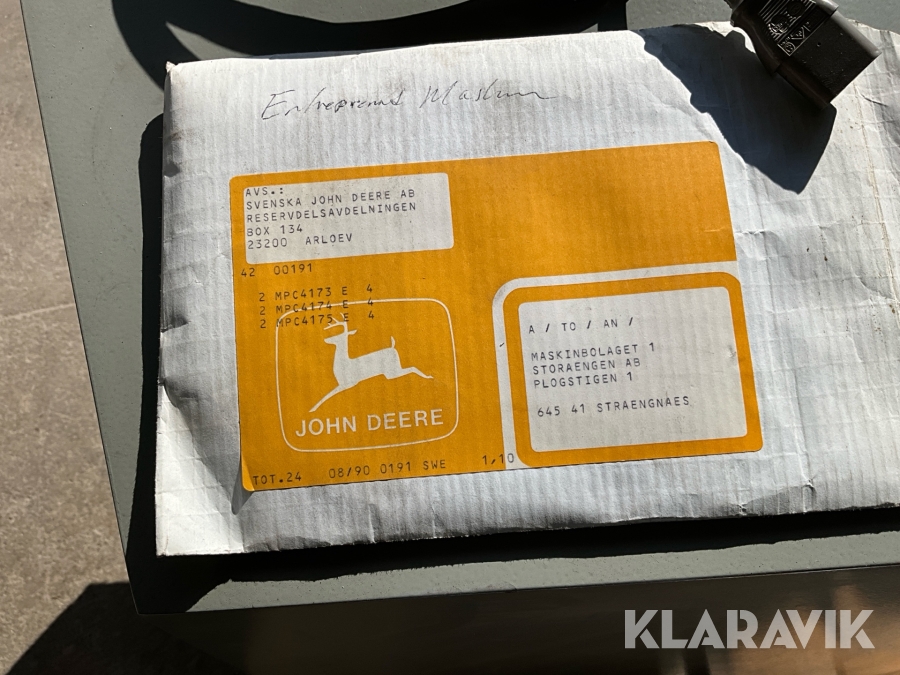 Entreprenad Maskiner
AVS.:
SVENSKA JOHN DEERE AB
RESERVDELSAVDELNINGEN
BOX 134
23200 ARLOEV
42 00191
2 MPC4173 E 4
2 MPC4174 E 4
2 MPC4175 E 4
JOHN DEERE
TOT.24 08/90 0191 SWE 1,10
A / TO / AN /
MASKINBOLAGET 1
STORAENGEN AB
PLOGSTIGEN 1
645 41 STRAENGNAES
KLARAVIK